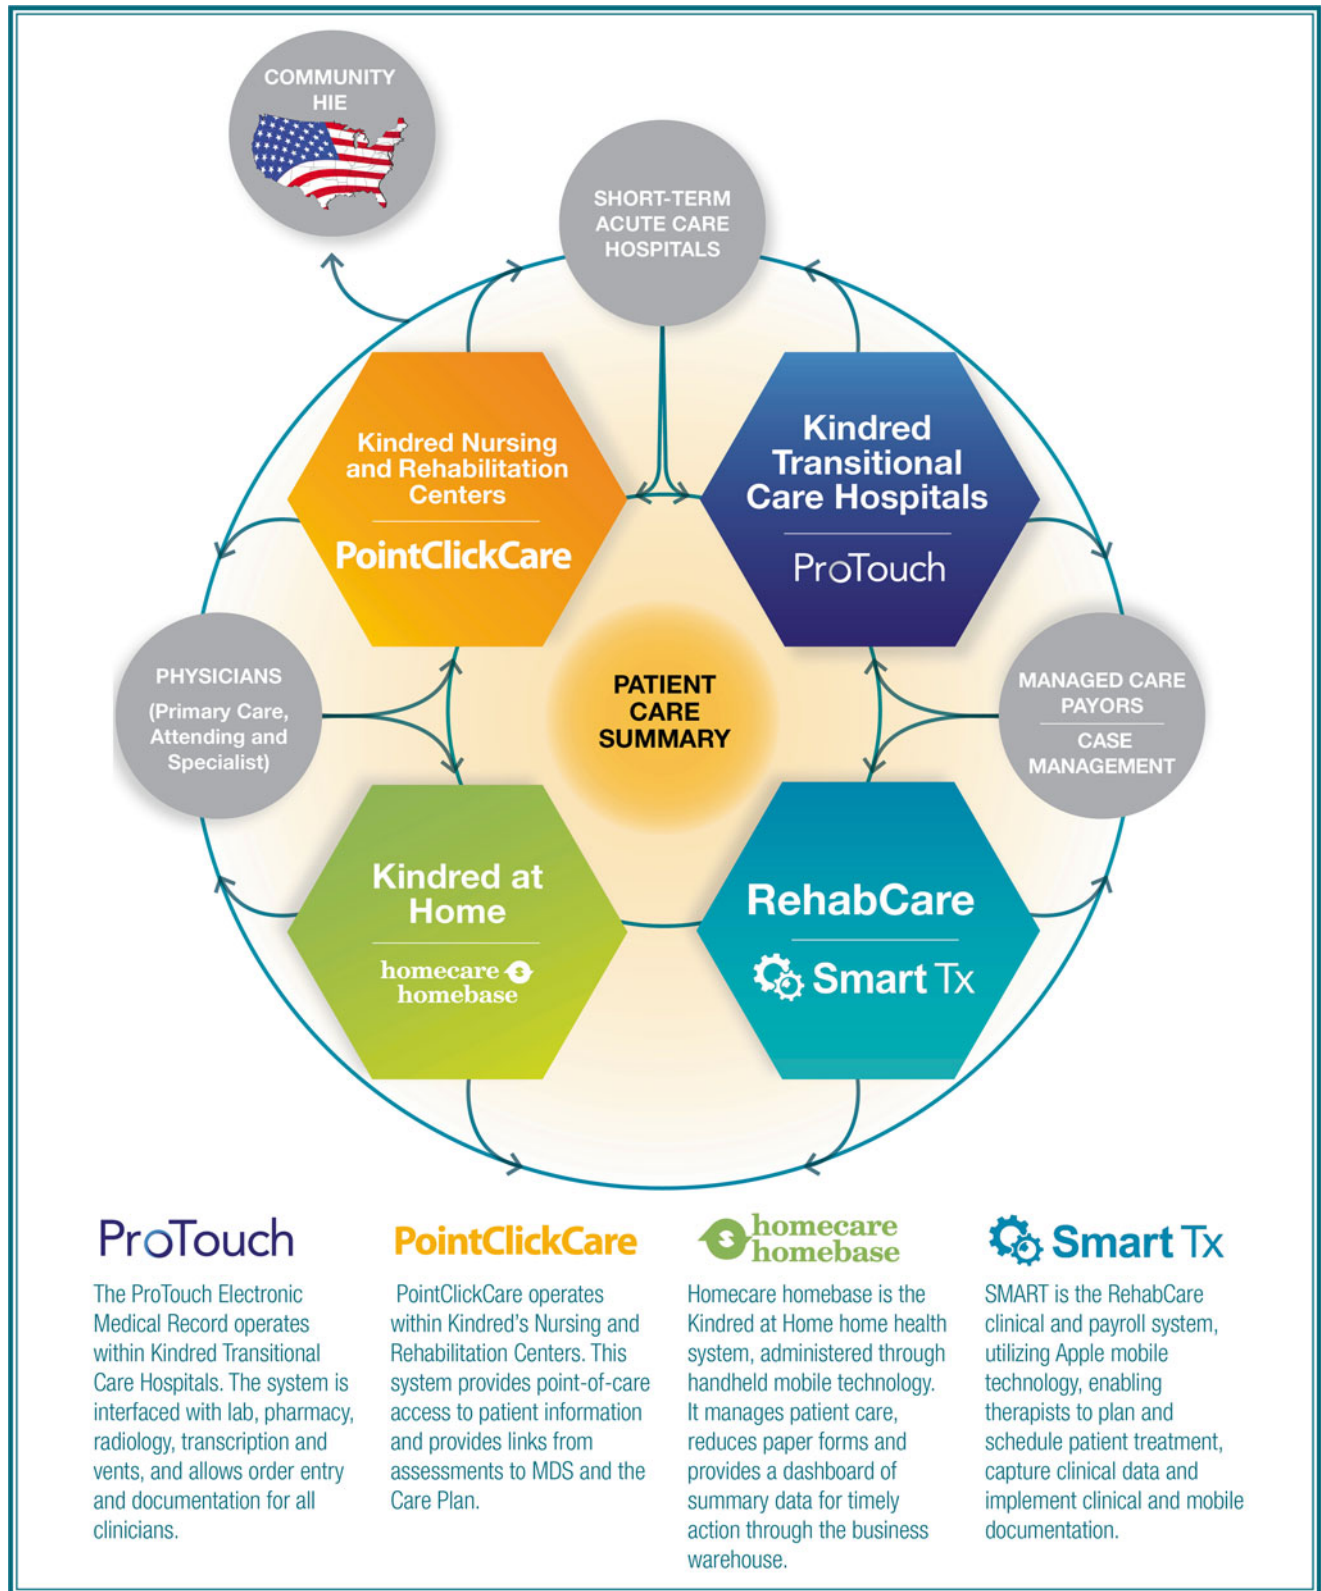 COMMUNITY
HIE
SHORT-TERM
ACUTE CARE
HOSPITALS
Kindred Nursing
and Rehabilitation
Centers
PointClickCare
Kindred
Transitional
Care Hospitals
ProTouch
PHYSICIANS
(Primary Care,
Attending and
Specialist)
PATIENT
CARE
SUMMARY
MANAGED CARE
PAYORS
CASE
MANAGEMENT
Kindred at
Home
homecare
homebase
RehabCare
Smart Tx
ProTouch
The ProTouch Electronic
Medical Record operates
within Kindred Transitional
Care Hospitals. The system is
interfaced with lab, pharmacy,
radiology, transcription and
vents, and allows order entry
and documentation for all
clinicians.
PointClickCare
PointClickCare operates
within Kindred’s Nursing and
Rehabilitation Centers. This
system provides point-of-care
access to patient information
and provides links from
assessments to MDS and the
Care Plan.
homecare
homebase
Homecare homebase is the
Kindred at Home home health
system, administered through
handheld mobile technology.
It manages patient care,
reduces paper forms and
provides a dashboard of
summary data for timely
action through the business
warehouse.
Smart Tx
SMART is the RehabCare
clinical and payroll system,
utilizing Apple mobile
technology, enabling
therapists to plan and
schedule patient treatment,
capture clinical data and
implement clinical and mobile
documentation.